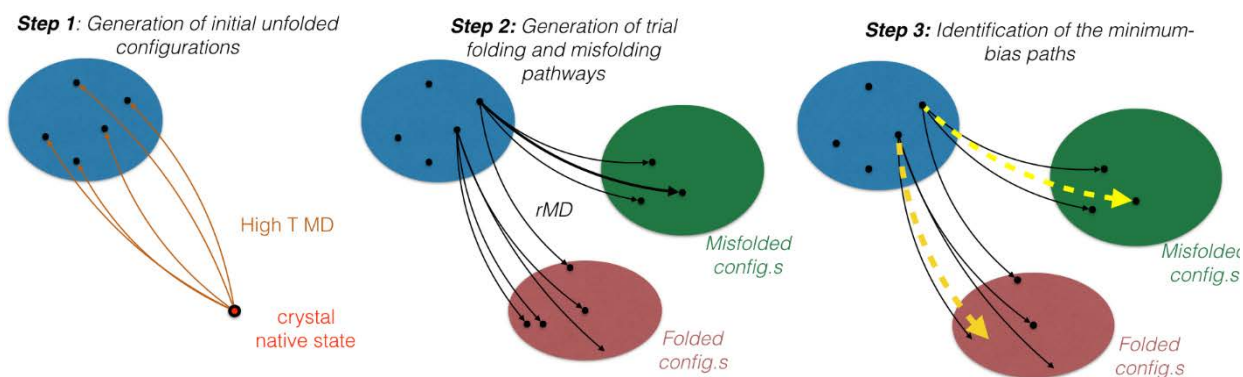 Step 1: Generation of initial unfolded
configurations
High T MD
crystal
native state
Step 2: Generation of trial
folding and misfolding
pathways
rMD
Misfolded
config.s
Folded
config.s
Step 3: Identification of the minimum-
bias paths
Misfolded
config.s
Folded
config.s